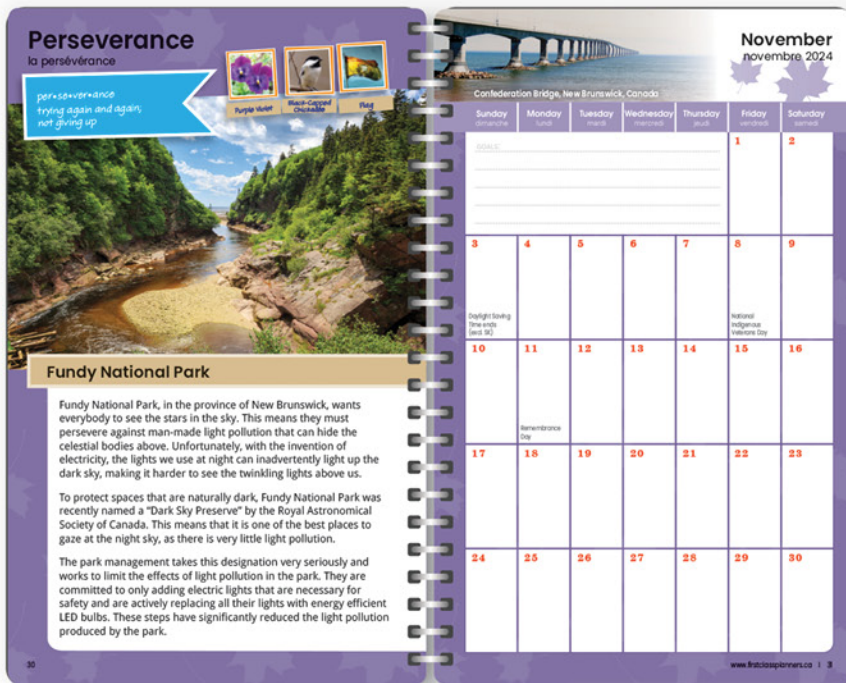 Perseverance
la persévérance
per•se•ver•ance
trying again and again;
not giving up
Purple Violet
Black-Capped
Chickadee
Flag
Fundy National Park
Fundy National Park, in the province of New Brunswick, wants
everybody to see the stars in the sky. This means they must
persevere against man-made light pollution that can hide the
celestial bodies above. Unfortunately, with the invention of
electricity, the lights we use at night can inadvertently light up the
dark sky, making it harder to see the twinkling lights above us.
To protect spaces that are naturally dark, Fundy National Park was
recently named a “Dark Sky Preserve” by the Royal Astronomical
Society of Canada. This means that it is one of the best places to
gaze at the night sky, as there is very little light pollution.
The park management takes this designation very seriously and
works to limit the effects of light pollution in the park. They are
committed to only adding electric lights that are necessary for
safety and are actively replacing all their lights with energy efficient
LED bulbs. These steps have significantly reduced the light pollution
produced by the park.
30
November
novembre 2024
Confederation Bridge, New Brunswick, Canada
Sunday Monday Tuesday Wednesday Thursday Friday Saturday
dimanche lundi mardi mercredi jeudi vendredi samedi
GOALS:
1 2
3 4 5 6 7 8 9
Daylight Saving
Time ends
(excl. SK)
National
Indigenous
Veterans Day
10 11 12 13 14 15 16
Remembrance
Day
17 18 19 20 21 22 23
24 25 26 27 28 29 30
www.firstclassplanners.ca | 3